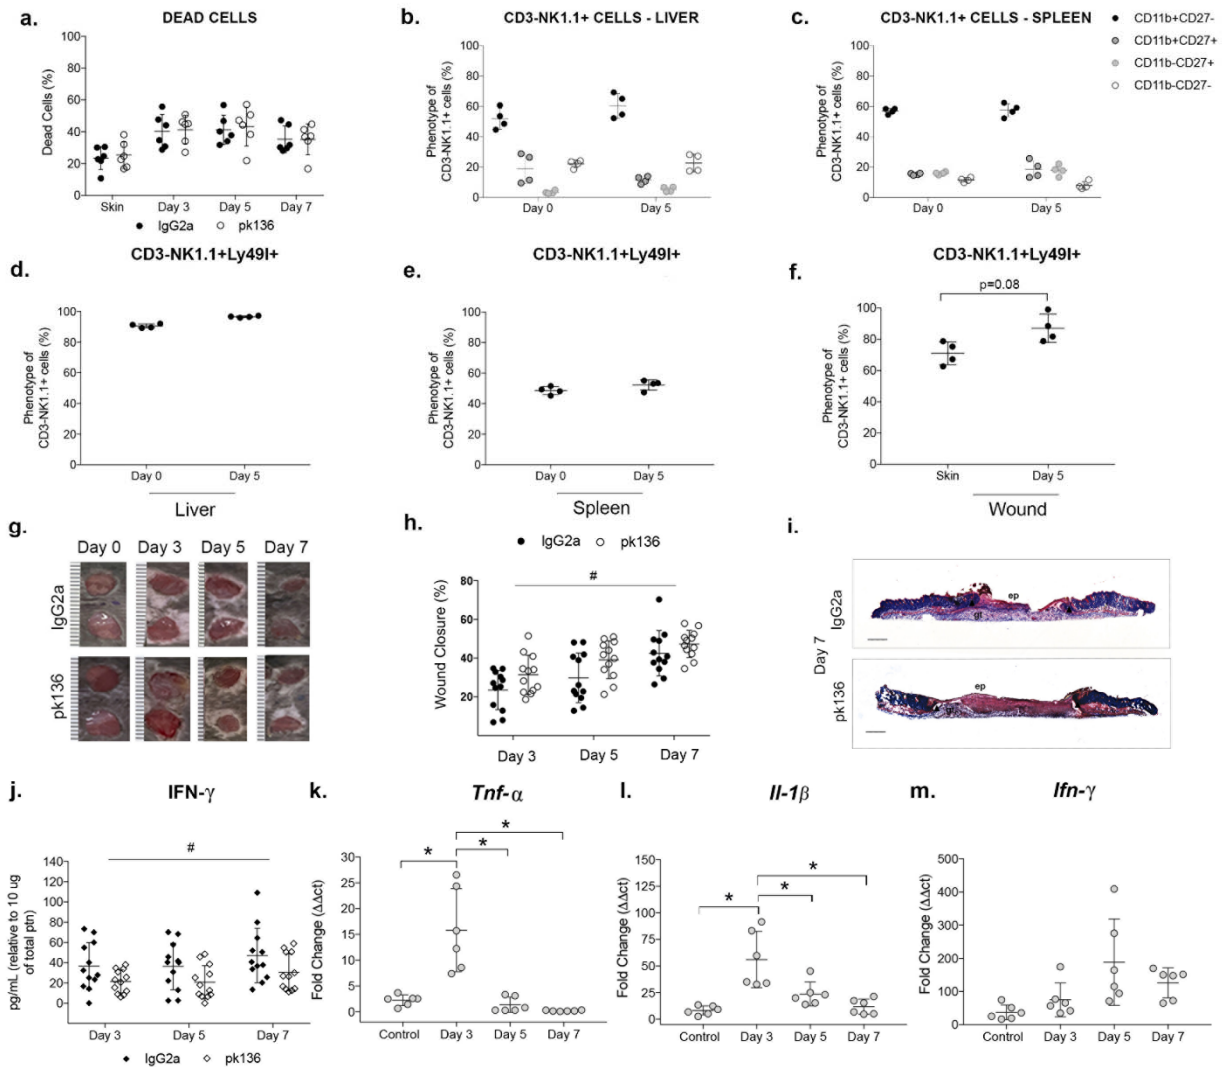 a.
DEAD CELLS
Dead Cells (%)
100
80
60
40
20
0
Skin
Day 3
Day 5
Day 7
IgG2a
pk136
b.
CD3-NK1.1+ CELLS - LIVER
Phenotype of
CD3-NK1.1+ cells (%)
100
80
60
40
20
0
Day 0
Day 5
c.
CD3-NK1.1+ CELLS - SPLEEN
Phenotype of
CD3-NK1.1+ cells (%)
100
80
60
40
20
0
Day 0
Day 5
CD11b+CD27-
CD11b+CD27+
CD11b-CD27+
CD11b-CD27-
d.
CD3-NK1.1+Ly49I+
Phenotype of
CD3-NK1.1+ cells (%)
100
80
60
40
20
0
Day 0
Day 5
Liver
e.
CD3-NK1.1+Ly49I+
Phenotype of
CD3-NK1.1+ cells (%)
100
80
60
40
20
0
Day 0
Day 5
Spleen
f.
CD3-NK1.1+Ly49I+
p=0.08
Phenotype of
CD3-NK1.1+ cells (%)
100
80
60
40
20
0
Skin
Day 5
Wound
g.
Day 0
Day 3
Day 5
Day 7
IgG2a
pk136
h.
IgG2a
pk136
#
Wound Closure (%)
80
60
40
20
Day 3
Day 5
Day 7
i.
Day 7
IgG2a
ep
gt
pk136
ep
j.
IFN-γ
#
pg/mL (relative to 10 ug
of total ptn)
140
120
100
80
60
40
20
0
Day 3
Day 5
Day 7
IgG2a
pk136
k.
Tnf-α
* * *
Fold Change (ΔΔct)
30
25
20
15
10
5
0
Control
Day 3
Day 5
Day 7
l.
Il-1β
* * *
Fold Change (ΔΔct)
150
125
100
75
50
25
0
Control
Day 3
Day 5
Day 7
m.
Ifn-γ
Fold Change (ΔΔct)
500
400
300
200
100
0
Control
Day 3
Day 5
Day 7